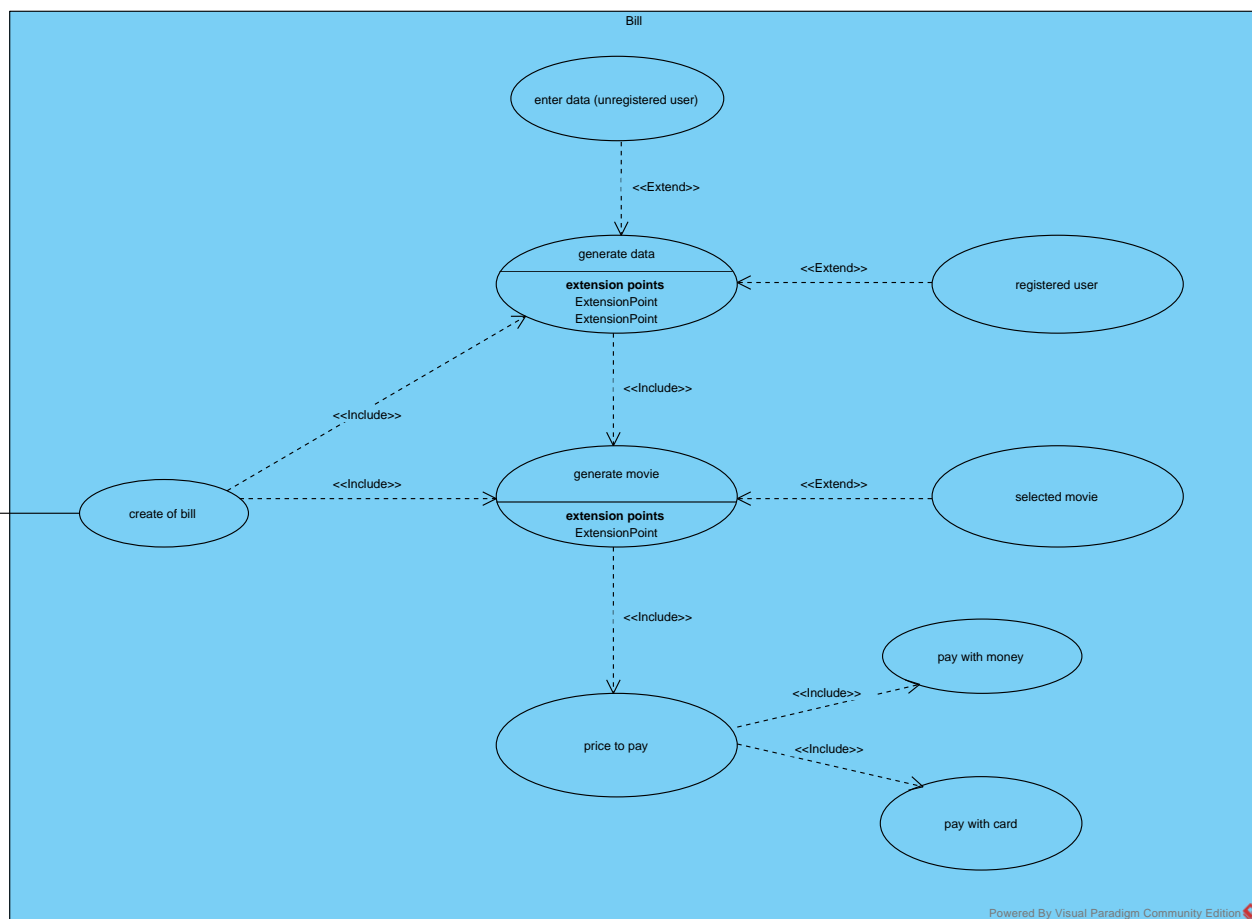 Bill
enter data (unregistered user)
<<Extend>>
generate data
extension points
ExtensionPoint
ExtensionPoint
<<Extend>>
registered user
<<Include>>
<<Include>>
generate movie
extension points
ExtensionPoint
<<Include>>
<<Extend>>
selected movie
create of bill
<<Include>>
pay with money
<<Include>>
price to pay
<<Include>>
pay with card
Powered By Visual Paradigm Community Edition